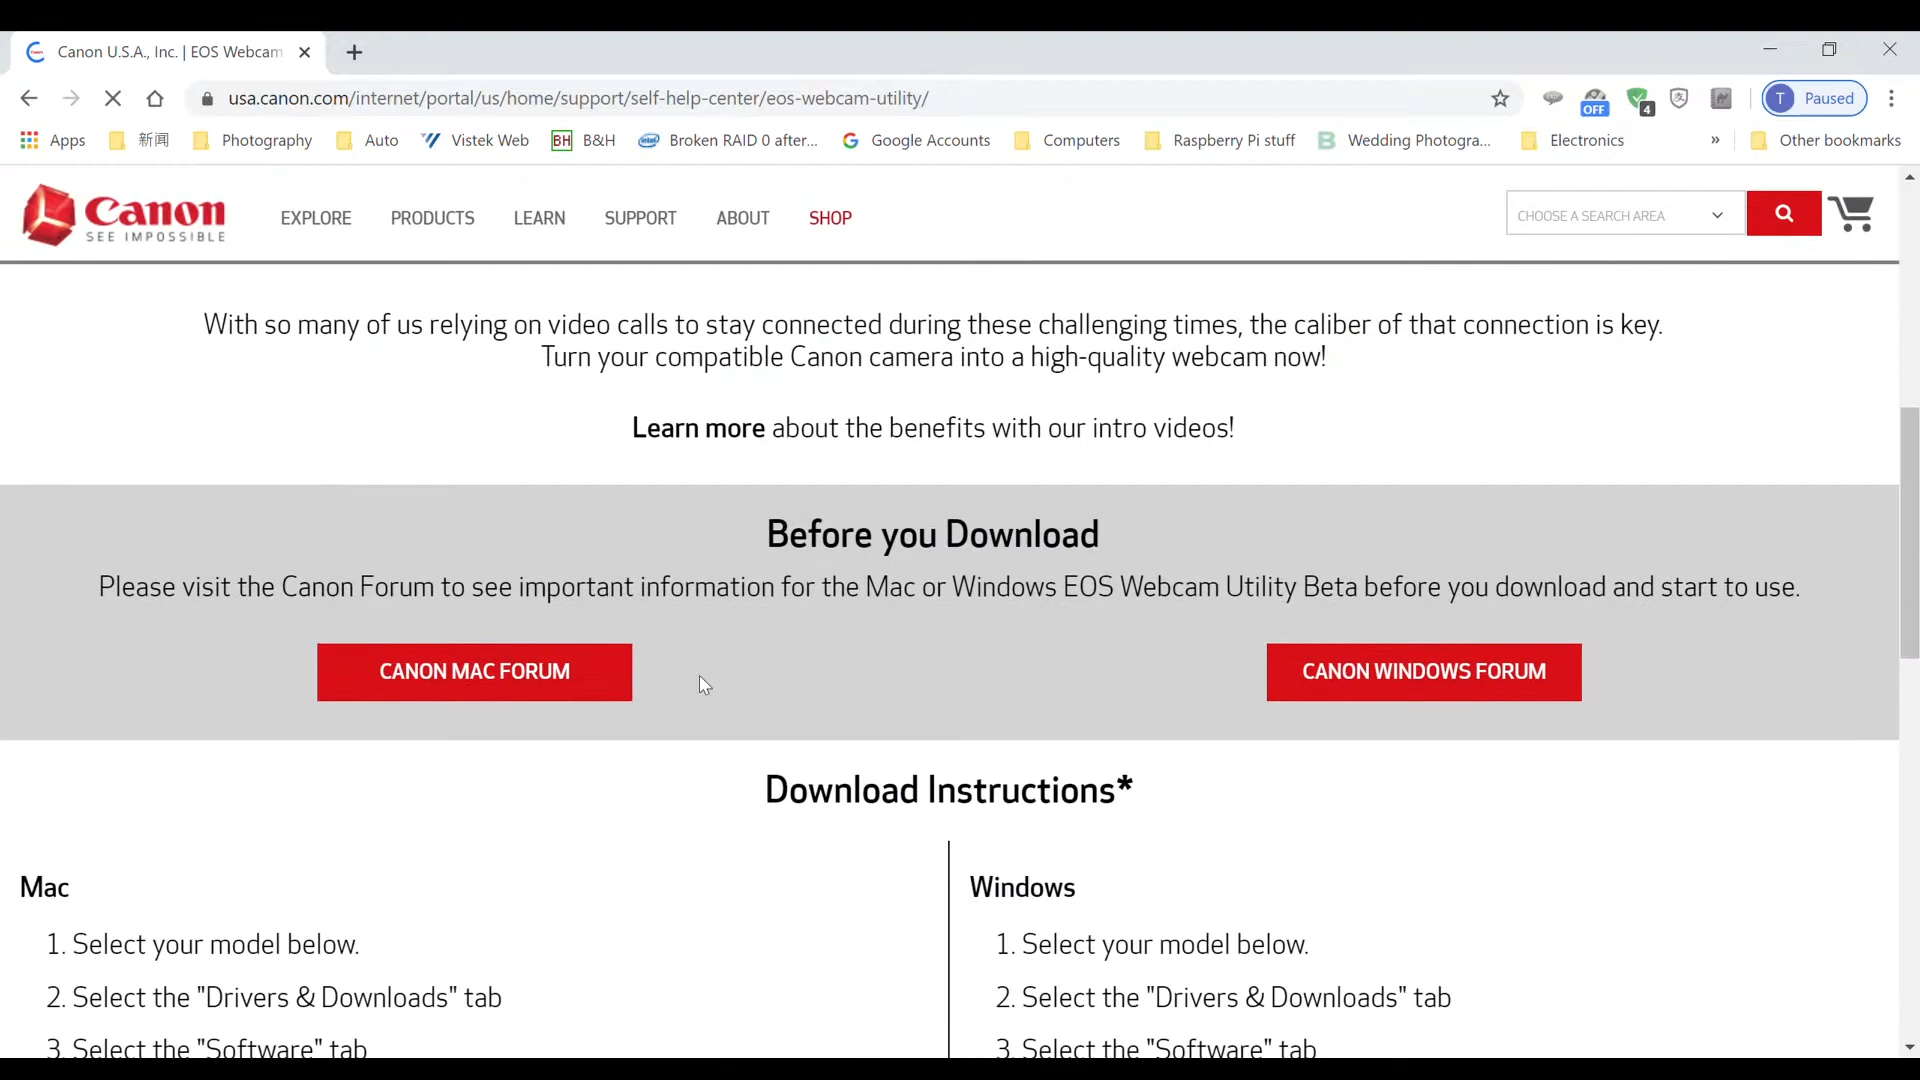 Canon U.S.A., Inc. | EOS Webcam
usa.canon.com/internet/portal/us/home/support/self-help-center/eos-webcam-utility/
OFF
4
T Paused
Apps 新闻 Photography Auto Vistek Web BH B&H Broken RAID 0 after... Google Accounts Computers Raspberry Pi stuff Wedding Photogra... Electronics » Other bookmarks
Canon
SEE IMPOSSIBLE
EXPLORE PRODUCTS LEARN SUPPORT ABOUT SHOP
CHOOSE A SEARCH AREA
With so many of us relying on video calls to stay connected during these challenging times, the caliber of that connection is key.
Turn your compatible Canon camera into a high-quality webcam now!
Learn more about the benefits with our intro videos!
Before you Download
Please visit the Canon Forum to see important information for the Mac or Windows EOS Webcam Utility Beta before you download and start to use.
CANON MAC FORUM
CANON WINDOWS FORUM
Download Instructions*
Mac
1. Select your model below.
2. Select the "Drivers & Downloads" tab
3. Select the "Software" tab
Windows
1. Select your model below.
2. Select the "Drivers & Downloads" tab
3. Select the "Software" tab